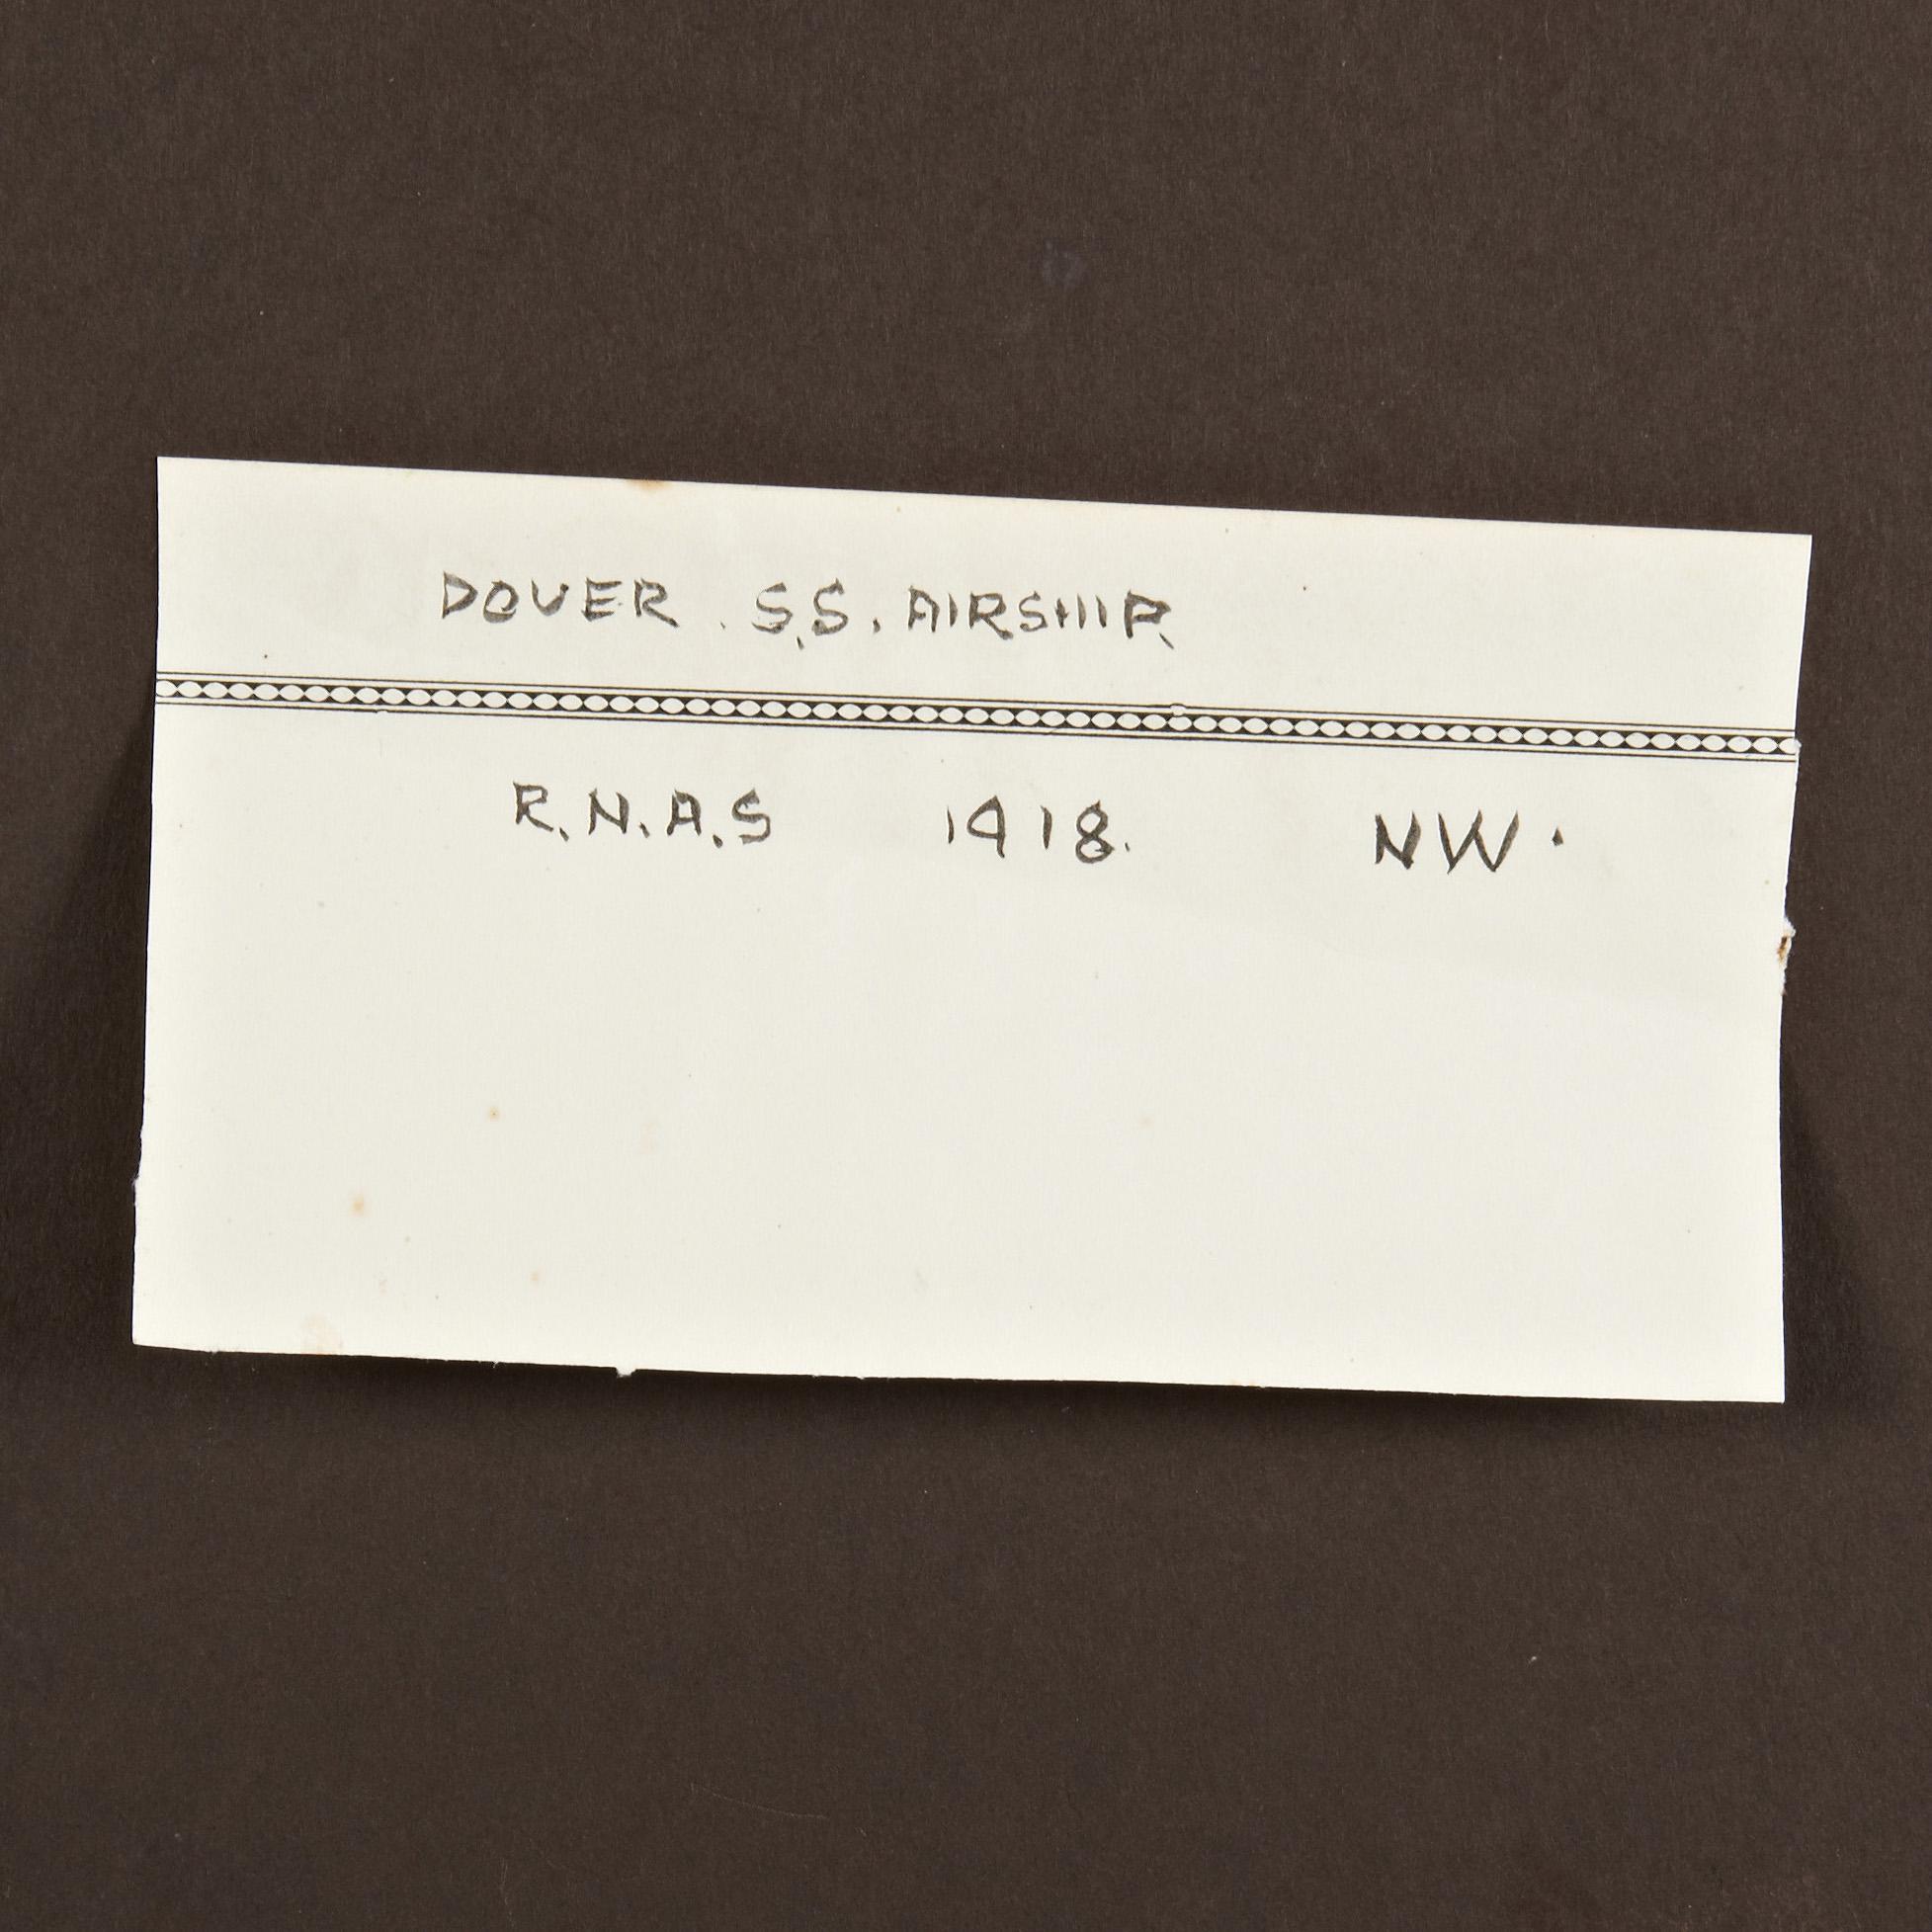 DOVER. S.S. AIRSHIP.
R.N.A.S 1918. NW.